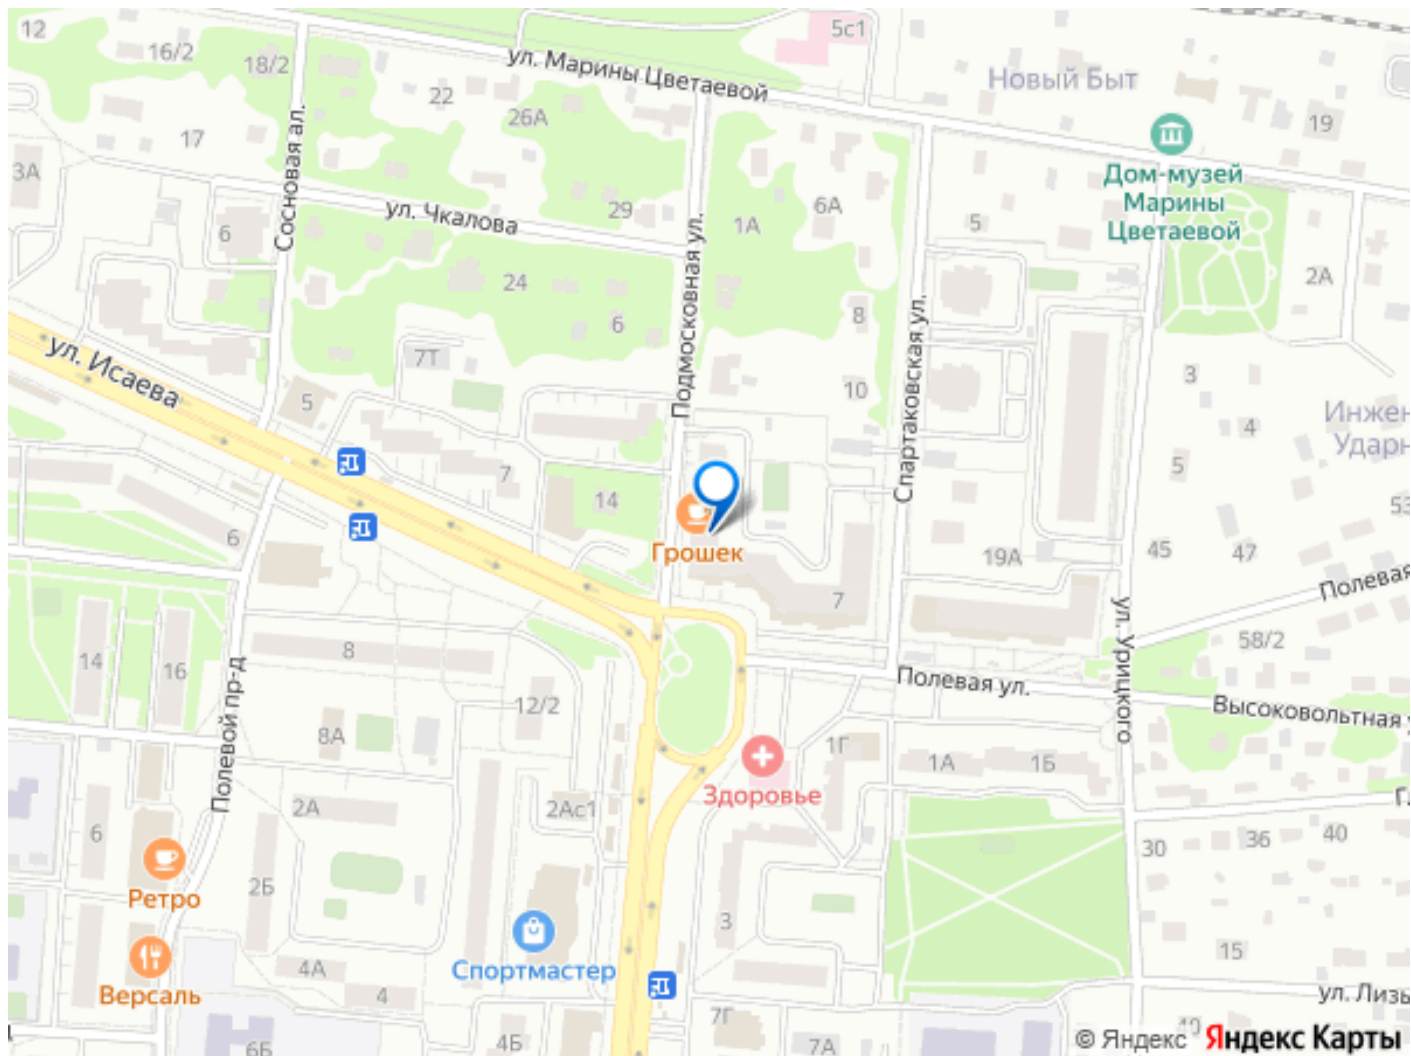 12
16/2
18/2
5с1
ул. Марины Цветаевой
Новый Быт
22
26А
17
19
3А
Сосновая ал.
Дом-музей
Марины
Цветаевой
ул. Чкалова
29
1А
6А
5
6
2А
24
6
8
Подмосковная ул.
Спартаковская ул.
ул. Исаева
7Т
3
10
5
4
Инжен
Ударн
7
14
5
53
6
Грошек
19А
45
47
Полевая
7
58/2
8
14
16
12/2
Полевая ул.
ул. Урицкого
Высоковольтная у
8А
Полевой пр-д
1Г
1А
1Б
Здоровье
2А
2Ас1
6
30
36
40
Ретро
2Б
3
15
Спортмастер
4А
Версаль
4
ул. Лизы
7Г
4Б
6Б
7А
© Яндекс Яндекс Карты